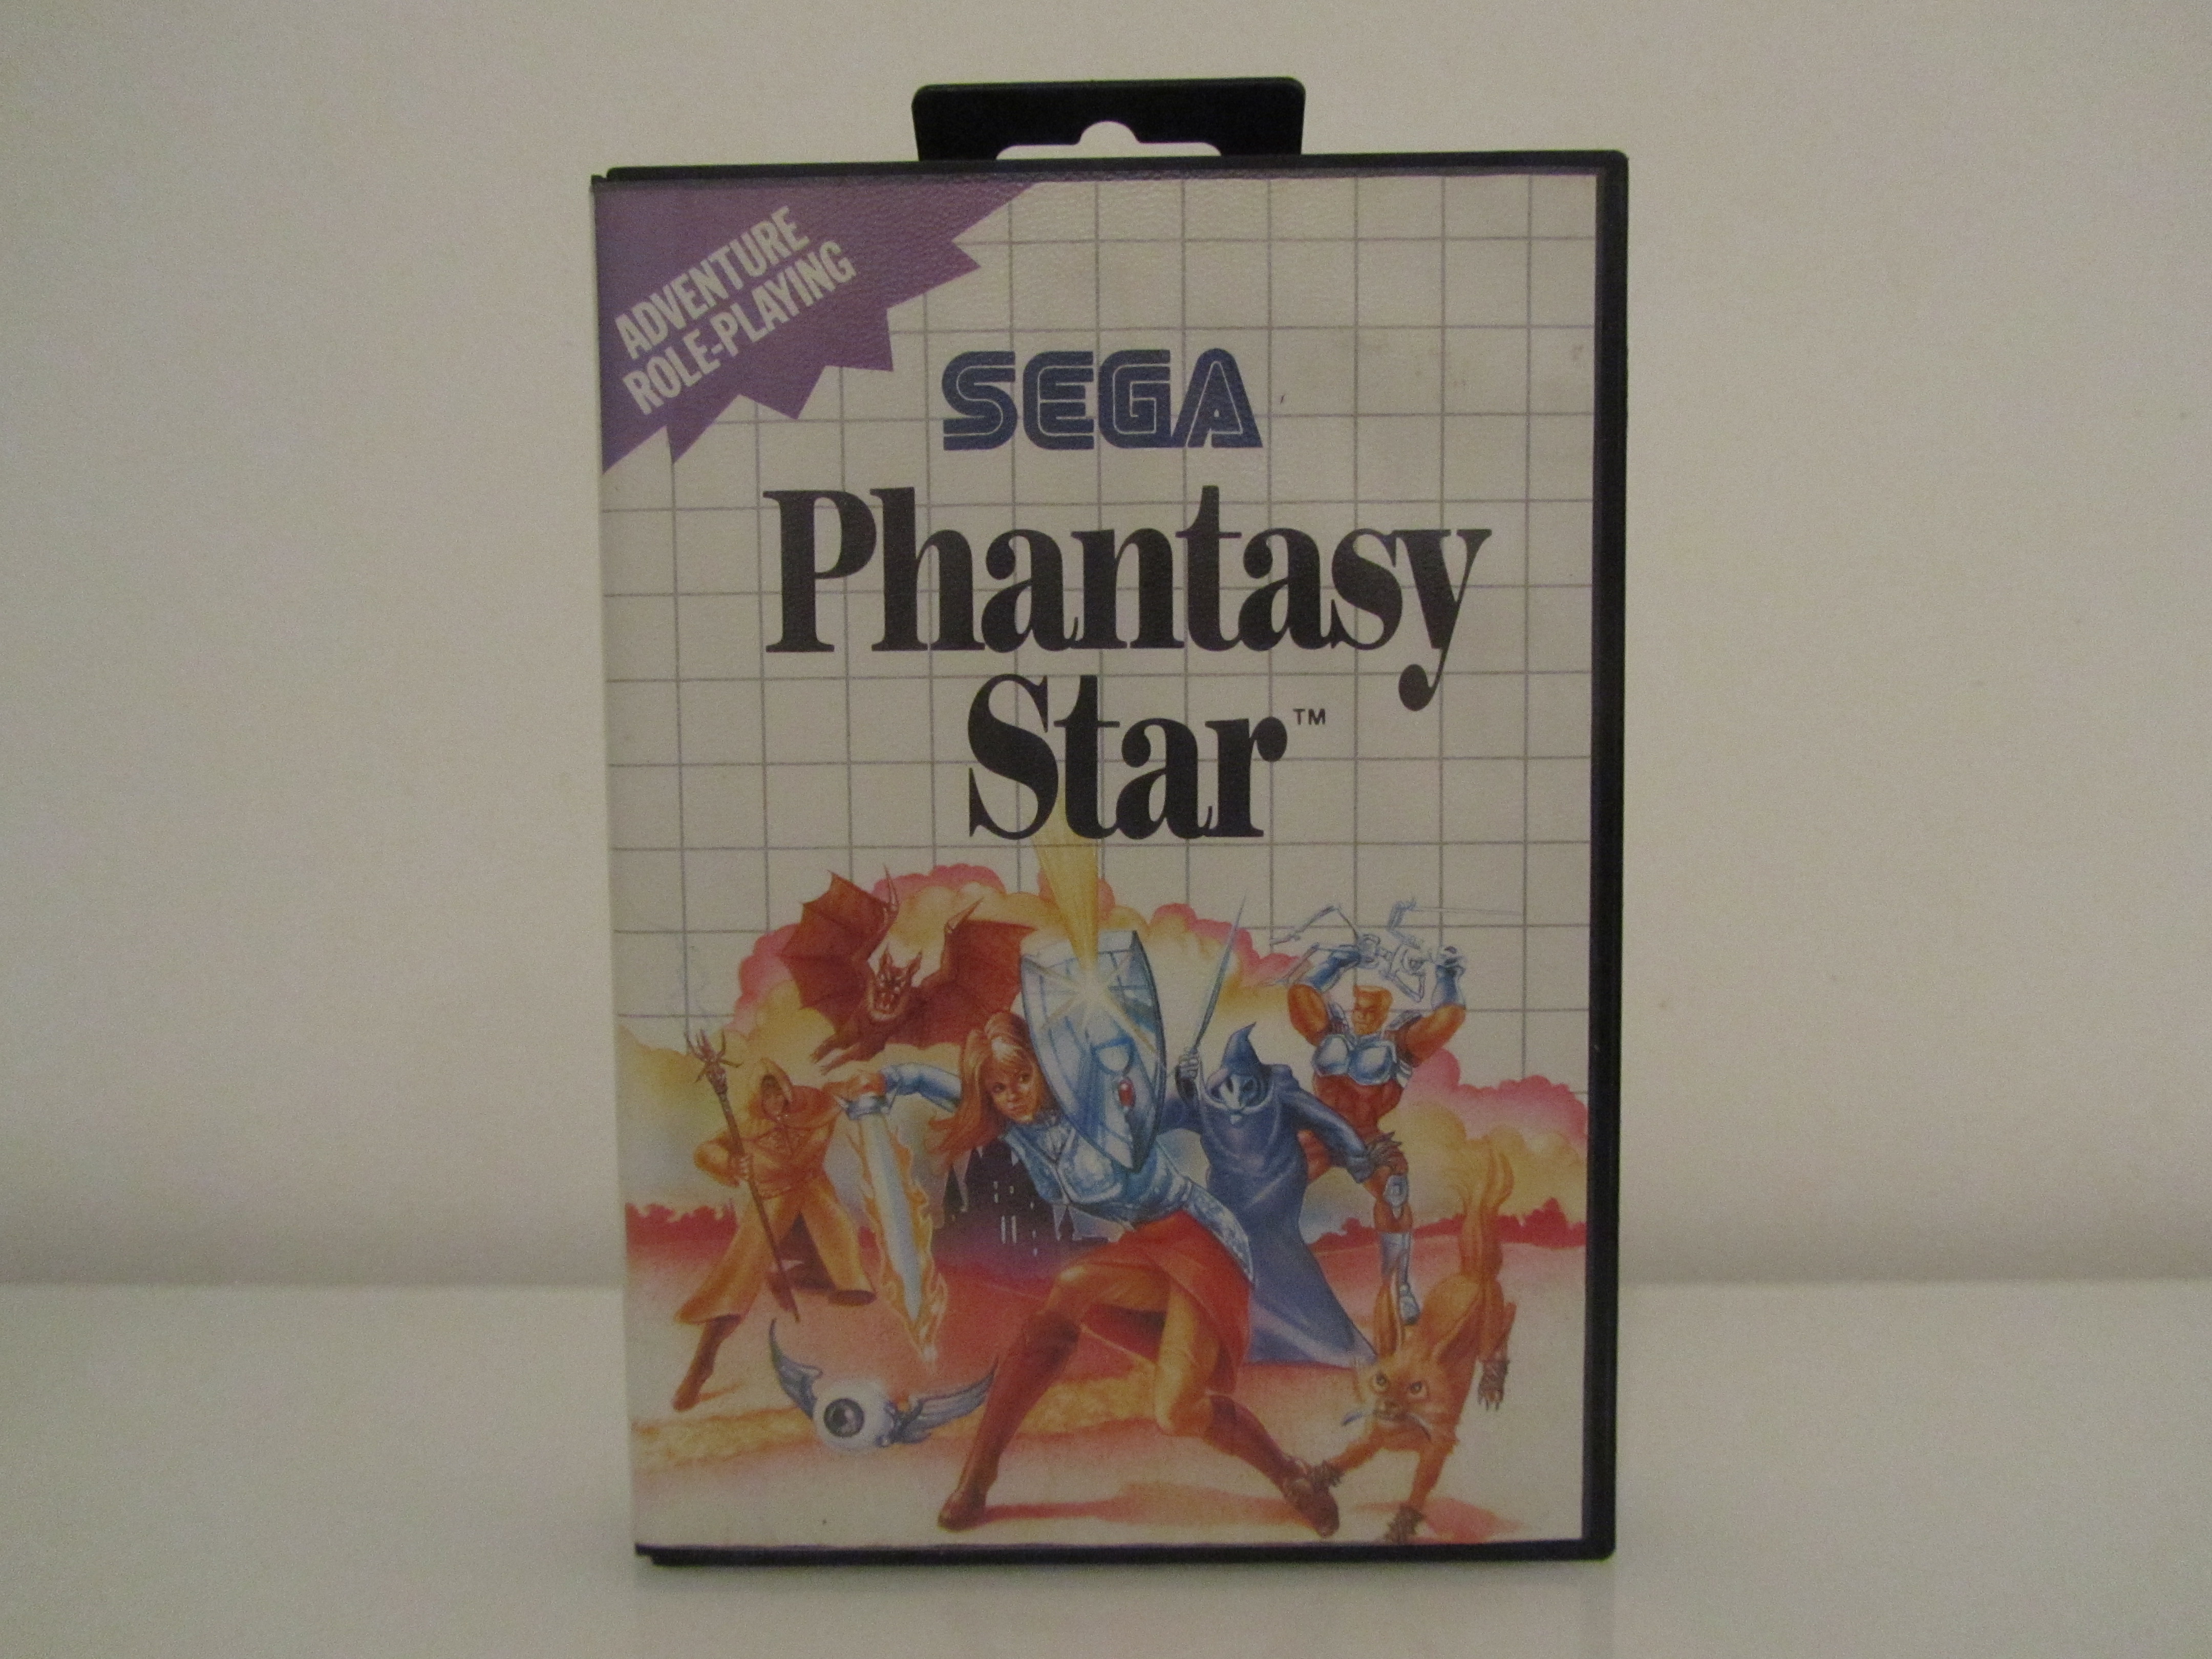 ADVENTURE
ROLE-PLAYING
SEGA
Phantasy
Star™